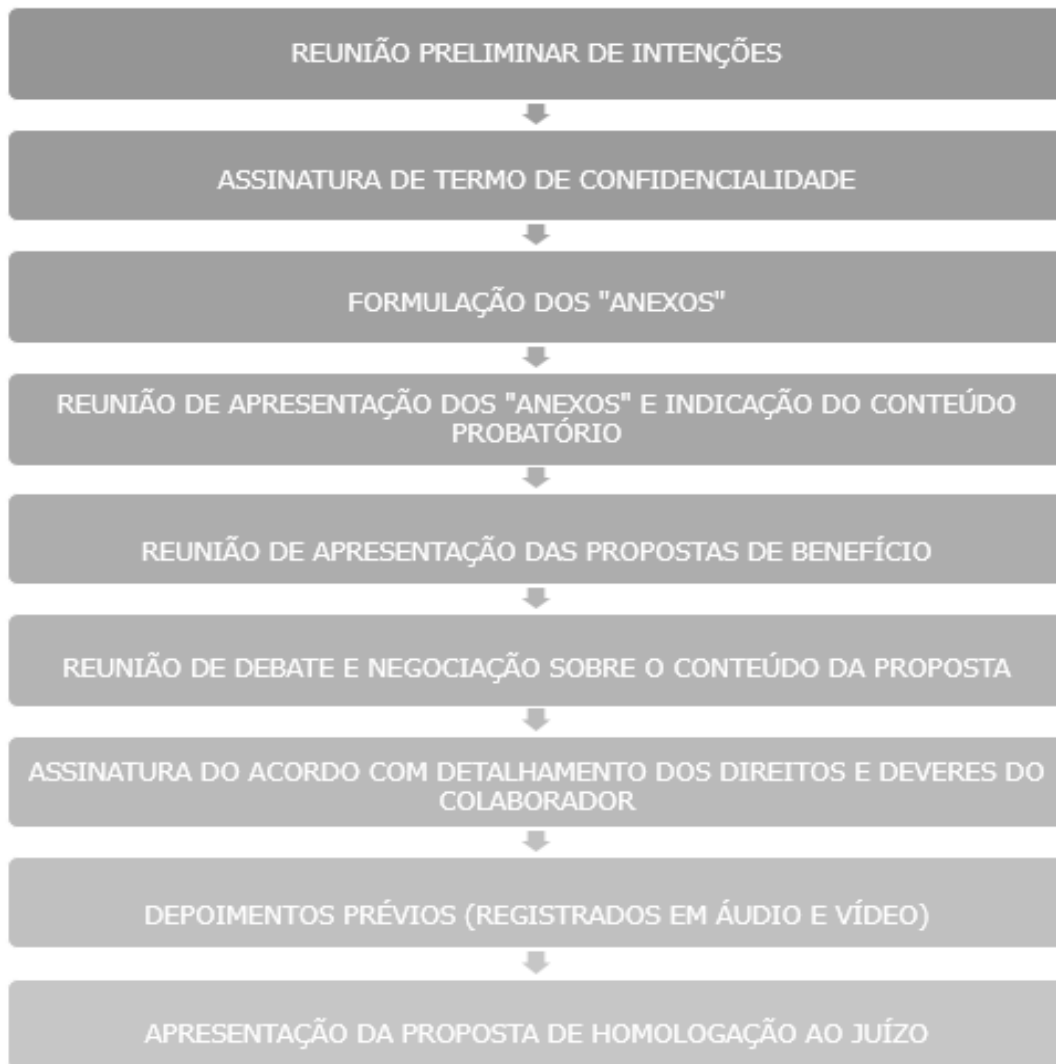 REUNIÃO PRELIMINAR DE INTENÇÕES
ASSINATURA DE TERMO DE CONFIDENCIALIDADE
FORMULAÇÃO DOS "ANEXOS"
REUNIÃO DE APRESENTAÇÃO DOS "ANEXOS" E INDICAÇÃO DO CONTEÚDO
PROBATÓRIO
REUNIÃO DE APRESENTAÇÃO DAS PROPOSTAS DE BENEFÍCIO
REUNIÃO DE DEBATE E NEGOCIAÇÃO SOBRE O CONTEÚDO DA PROPOSTA
ASSINATURA DO ACORDO COM DETALHAMENTO DOS DIREITOS E DEVERES DO
COLABORADOR
DEPOIMENTOS PRÉVIOS (REGISTRADOS EM ÁUDIO E VÍDEO)
APRESENTAÇÃO DA PROPOSTA DE HOMOLOGAÇÃO AO JUÍZO